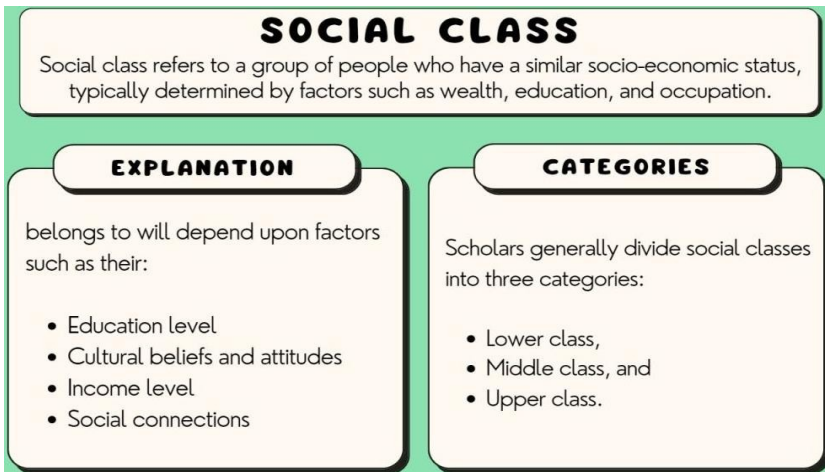 SOCIAL CLASS
Social class refers to a group of people who have a similar socio-economic status,
typically determined by factors such as wealth, education, and occupation.
EXPLANATION
belongs to will depend upon factors
such as their:
• Education level
• Cultural beliefs and attitudes
• Income level
• Social connections
CATEGORIES
Scholars generally divide social classes
into three categories:
• Lower class,
• Middle class, and
• Upper class.